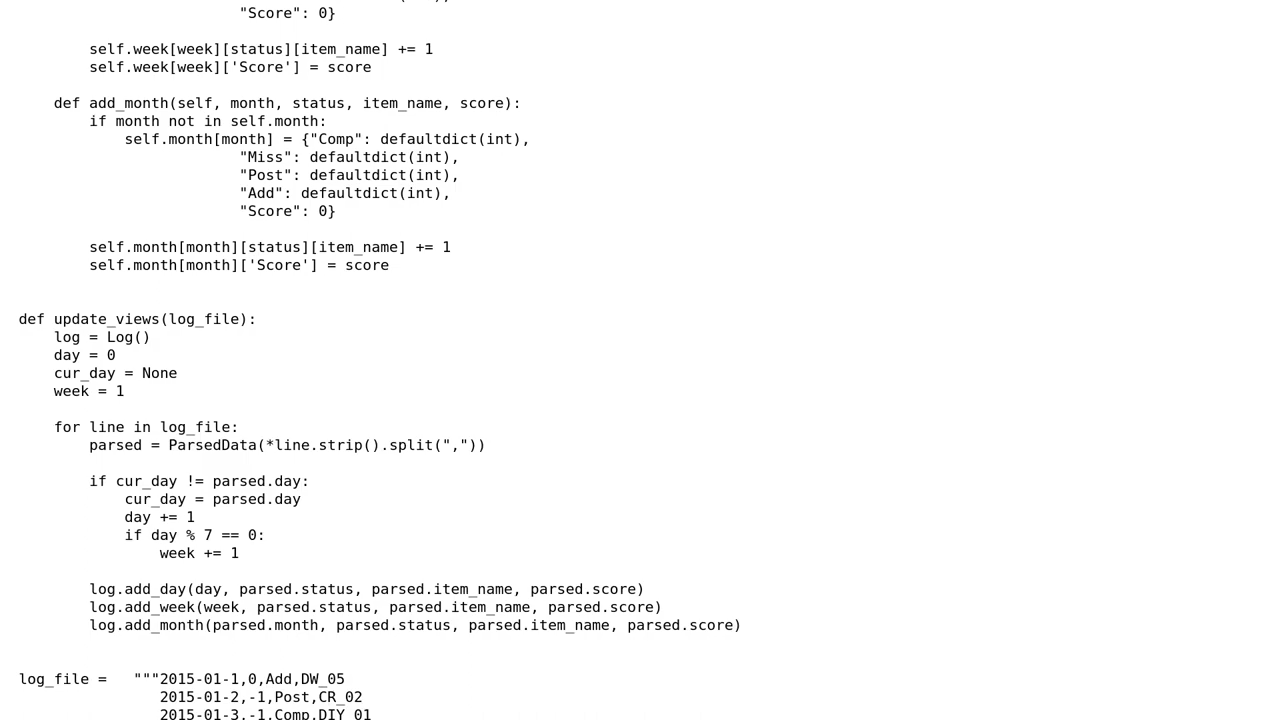 "Score": 0}
self.week[week][status][item_name] += 1
self.week[week]['Score'] = score
def add_month(self, month, status, item_name, score):
if month not in self.month:
self.month[month] = {"Comp": defaultdict(int),
"Miss": defaultdict(int),
"Post": defaultdict(int),
"Add": defaultdict(int),
"Score": 0}
self.month[month][status][item_name] += 1
self.month[month]['Score'] = score
def update_views(log_file):
log = Log()
day = 0
cur_day = None
week = 1
for line in log_file:
parsed = ParsedData(*line.strip().split(","))
if cur_day != parsed.day:
cur_day = parsed.day
day += 1
if day % 7 == 0:
week += 1
log.add_day(day, parsed.status, parsed.item_name, parsed.score)
log.add_week(week, parsed.status, parsed.item_name, parsed.score)
log.add_month(parsed.month, parsed.status, parsed.item_name, parsed.score)
log_file =   """2015-01-1,0,Add,DW_05
2015-01-2,-1,Post,CR_02
2015-01-3,-1,Comp,DIY_01